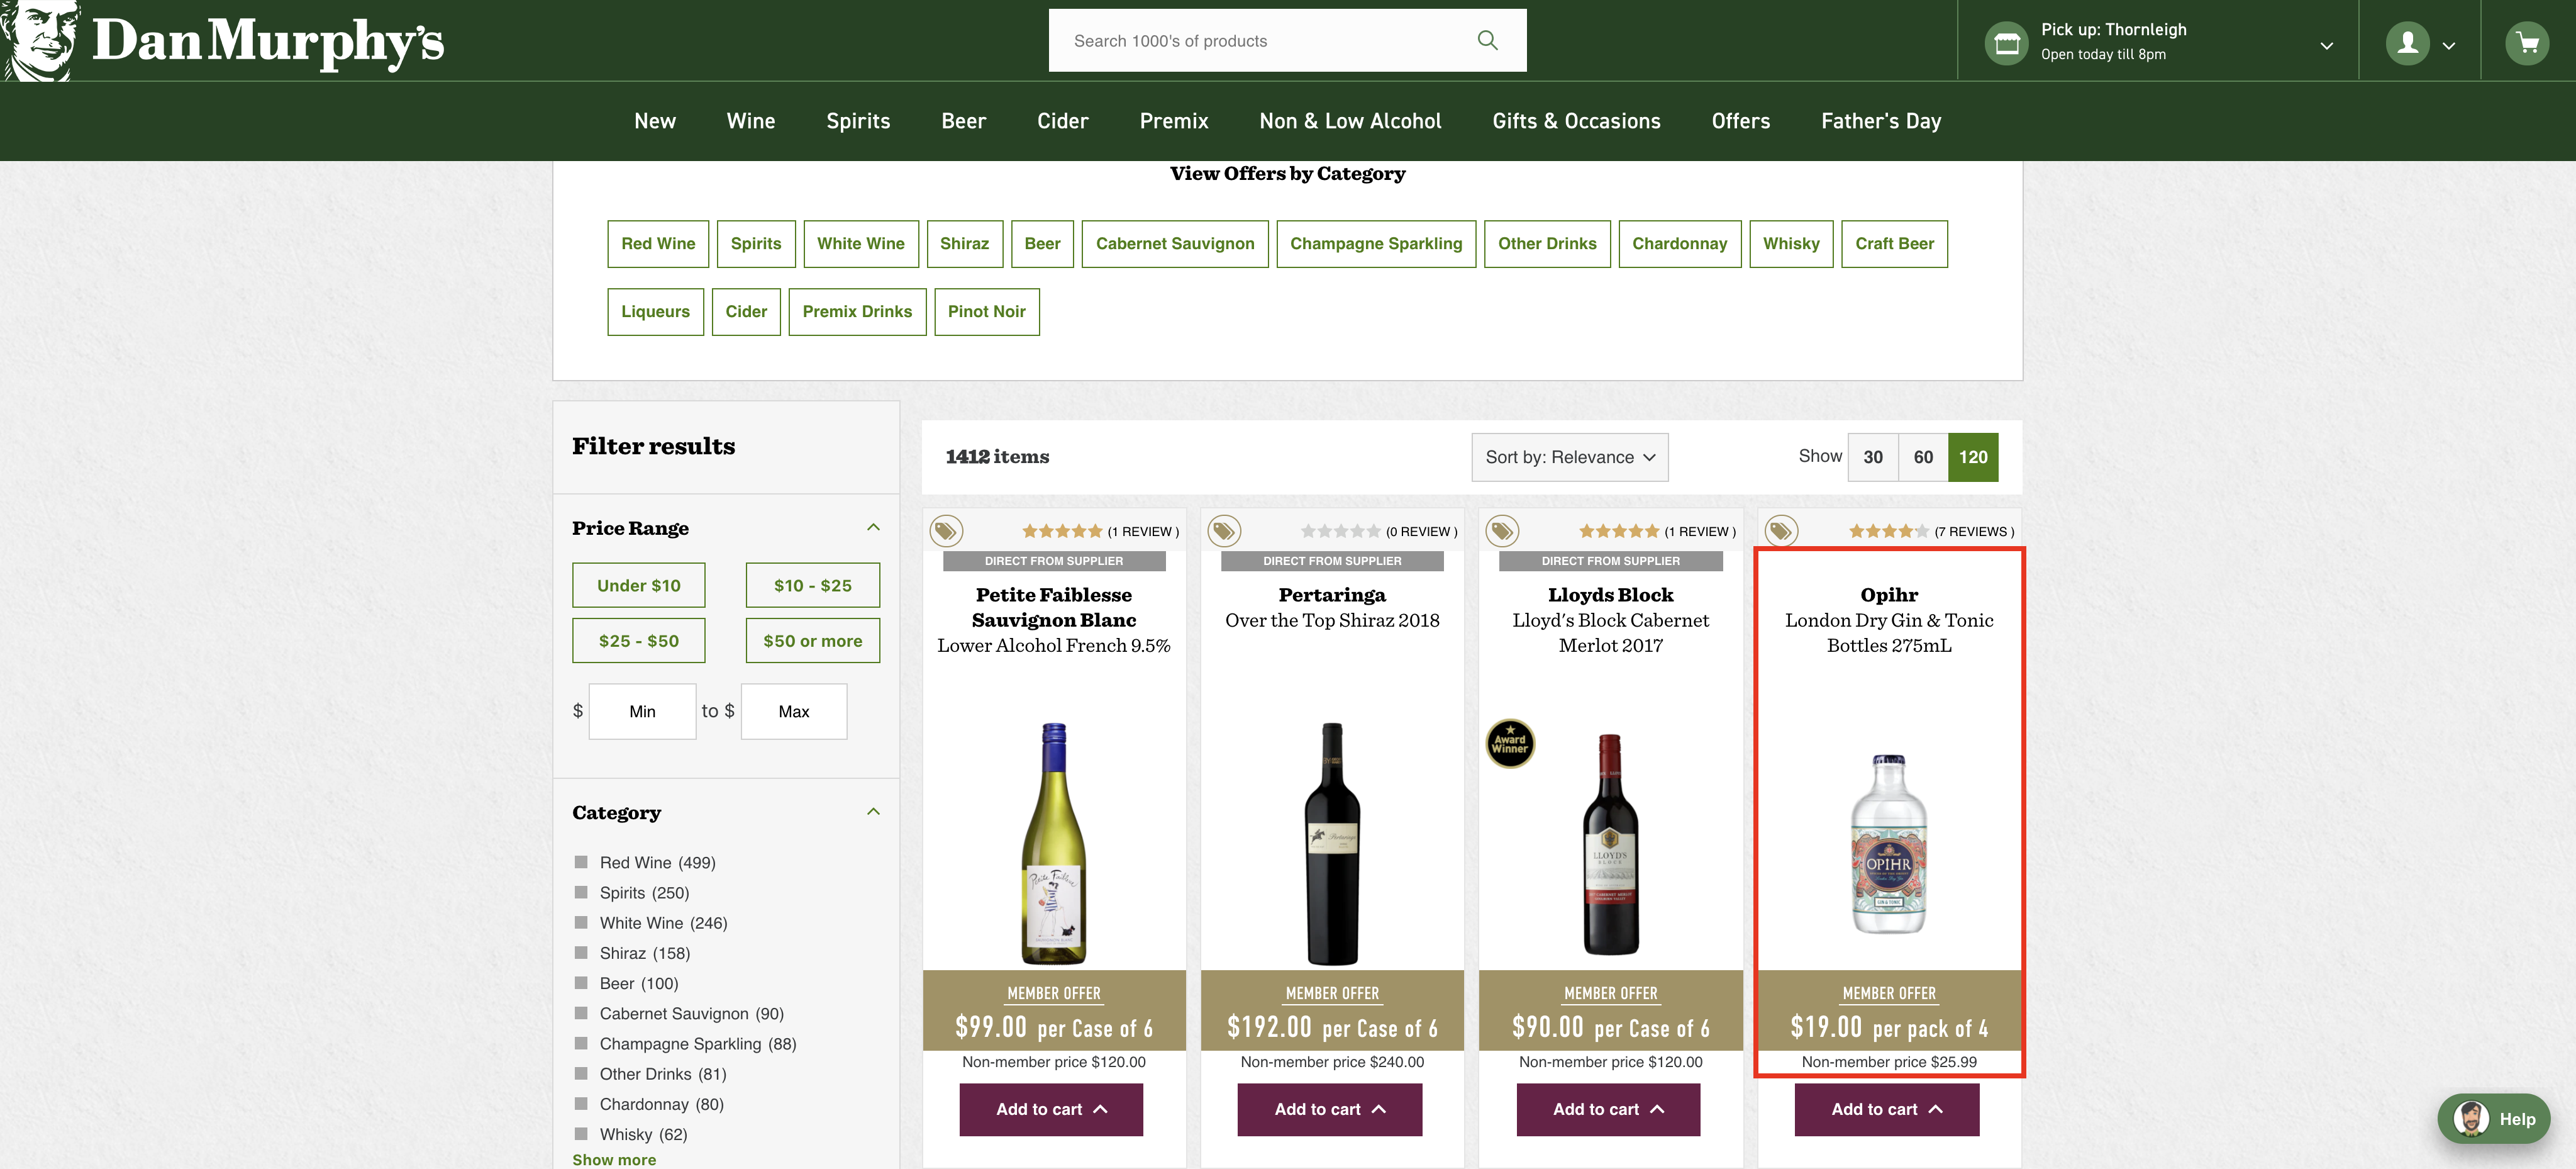 Dan Murphy's
Search 1000's of products
Pick up: Thornleigh
Open today till 8pm
New Wine Spirits Beer Cider Premix Non & Low Alcohol Gifts & Occasions Offers Father's Day
View Offers by Category
Red Wine Spirits White Wine Shiraz Beer Cabernet Sauvignon Champagne Sparkling Other Drinks Chardonnay Whisky Craft Beer
Liqueurs Cider Premix Drinks Pinot Noir
Filter results
Price Range
Under $10 $10 - $25
$25 - $50 $50 or more
$ Min to $ Max
Category
Red Wine (499)
Spirits (250)
White Wine (246)
Shiraz (158)
Beer (100)
Cabernet Sauvignon (90)
Champagne Sparkling (88)
Other Drinks (81)
Chardonnay (80)
Whisky (62)
Show more
1412 items
Sort by: Relevance
Show 30 60 120
(1 REVIEW )
DIRECT FROM SUPPLIER
Petite Faiblesse
Sauvignon Blanc
Lower Alcohol French 9.5%
Petite Faiblesse
MEMBER OFFER
$99.00 per Case of 6
Non-member price $120.00
Add to cart
(0 REVIEW )
DIRECT FROM SUPPLIER
Pertaringa
Over the Top Shiraz 2018
Pertaringa
MEMBER OFFER
$192.00 per Case of 6
Non-member price $240.00
Add to cart
(1 REVIEW )
DIRECT FROM SUPPLIER
Lloyds Block
Lloyd's Block Cabernet
Merlot 2017
Award
Winner
LLOYD'S
BLOCK
MEMBER OFFER
$90.00 per Case of 6
Non-member price $120.00
Add to cart
(7 REVIEWS )
Opihr
London Dry Gin & Tonic
Bottles 275mL
OPIHR
GIN & TONIC
MEMBER OFFER
$19.00 per pack of 4
Non-member price $25.99
Add to cart
Help